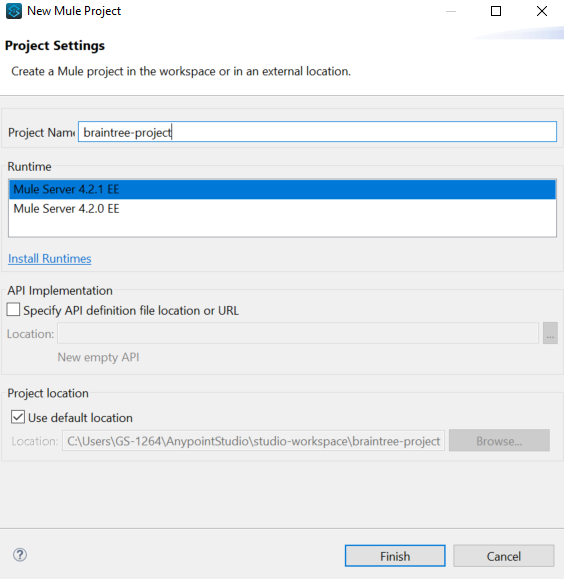 New Mule Project
Project Settings
Create a Mule project in the workspace or in an external location.
Project Name braintree-project
Runtime
Mule Server 4.2.1 EE
Mule Server 4.2.0 EE
Install Runtimes
API Implementation
Specify API definition file location or URL
Location: ...
New empty API
Project location
Use default location
Location: C:\Users\GS-1264\AnypointStudio\studio-workspace\braintree-project Browse...
? Finish Cancel